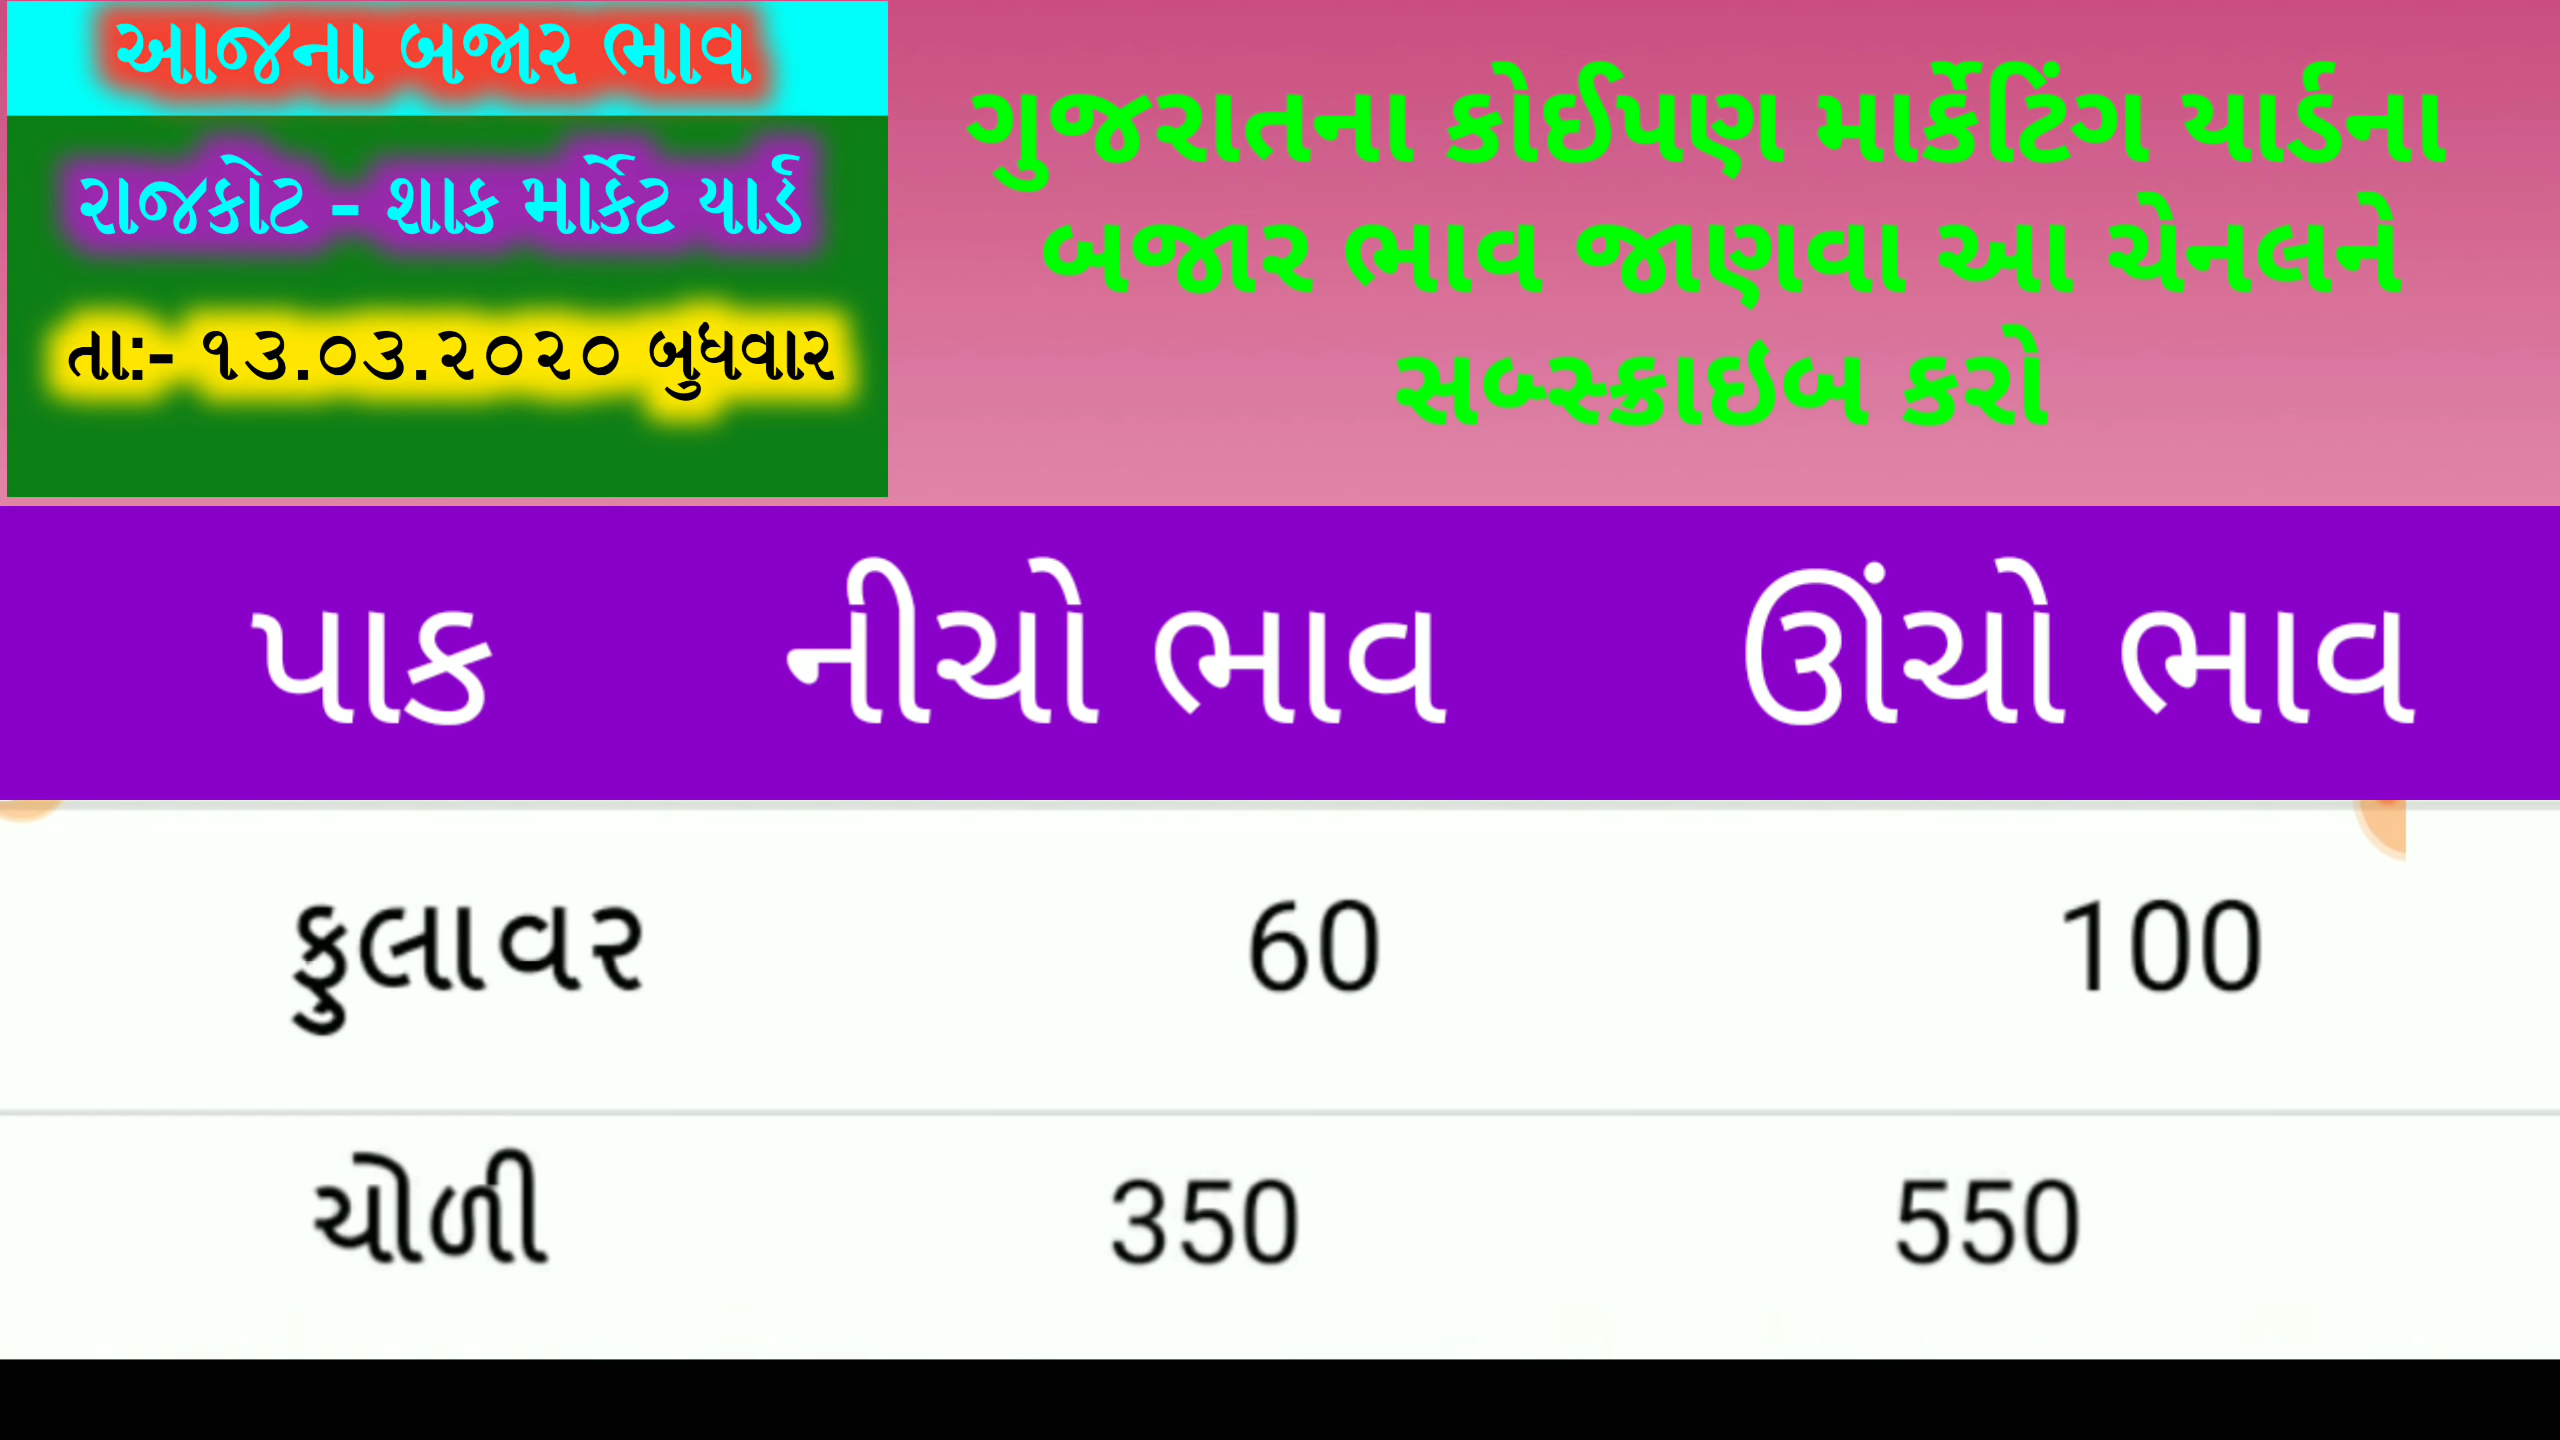 આજના બજાર ભાવ
રાજકોટ - શાક માર્કેટ યાર્ડ
તા:- ૧૩.૦૩.૨૦૨૦ બુધવાર
ગુજરાતના કોઈપણ માર્કેટિંગ યાર્ડના
બજાર ભાવ જાણવા આ ચેનલને
સબ્સ્ક્રાઇબ કરો
પાક નીચો ભાવ ઊંચો ભાવ
ફુલાવર 60 100
ચોળી 350 550